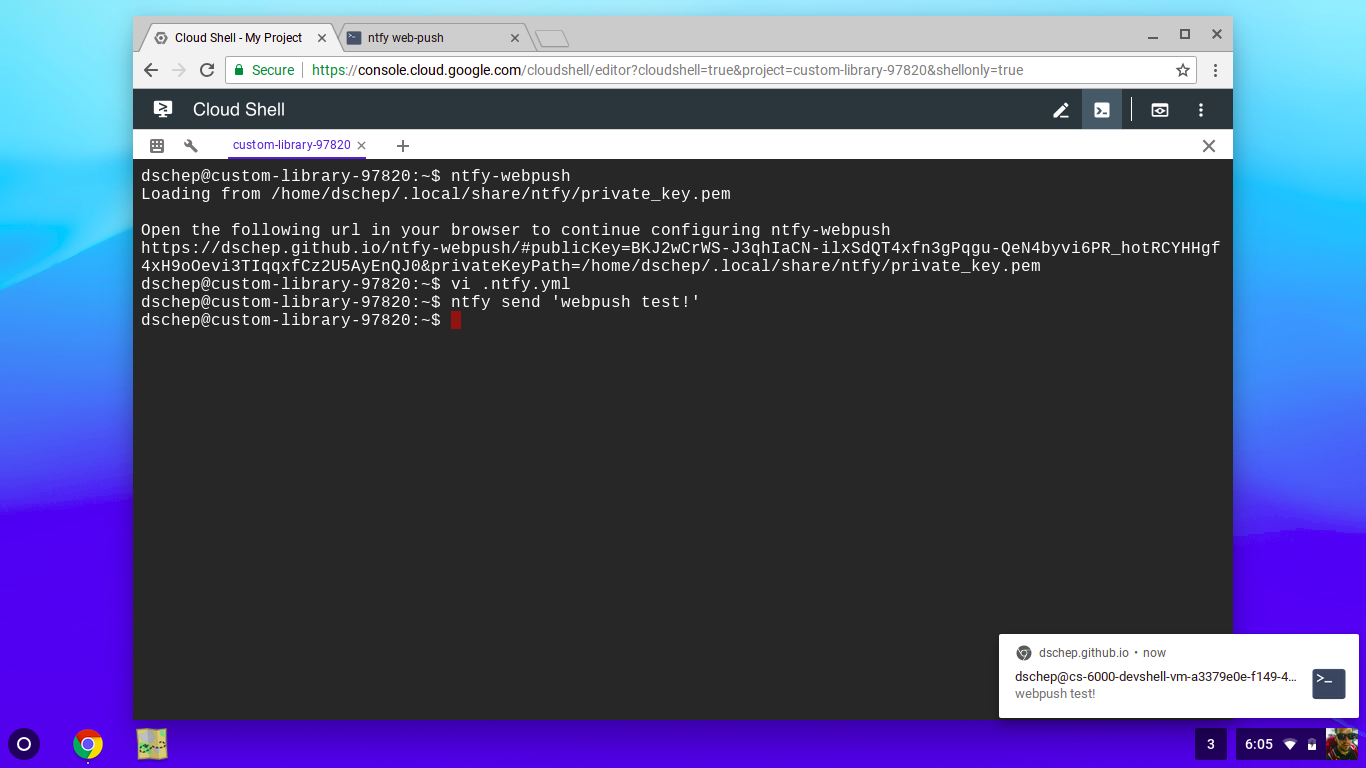 Cloud Shell - My Project
ntfy web-push
Secure
https://console.cloud.google.com/cloudshell/editor?cloudshell=true&project=custom-library-97820&shellonly=true
Cloud Shell
custom-library-97820
dschep@custom-library-97820:~$ ntfy-webpush
Loading from /home/dschep/.local/share/ntfy/private_key.pem
Open the following url in your browser to continue configuring ntfy-webpush
https://dschep.github.io/ntfy-webpush/#publicKey=BKJ2wCrWS-J3qhIaCN-ilxSdQT4xfn3gPqgu-QeN4byvi6PR_hotRCYHHgf
4xH9oOevi3TIqqxfCz2U5AyEnQJ0&privateKeyPath=/home/dschep/.local/share/ntfy/private_key.pem
dschep@custom-library-97820:~$ vi .ntfy.yml
dschep@custom-library-97820:~$ ntfy send 'webpush test!'
dschep@custom-library-97820:~$
dschep.github.io • now
dschep@cs-6000-devshell-vm-a3379e0e-f149-4...
webpush test!
>_
3
6:05